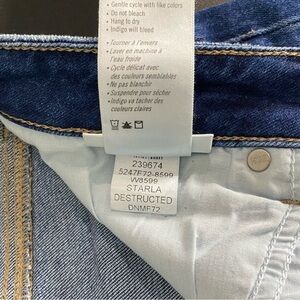 • Gentle cycle with like colors
• Do not bleach
• Hang to dry
• Indigo will bleed
• Tourner à l'envers
• Laver en machine à
l'eau froide
• Cycle délicat avec
des couleurs semblables
• Ne pas blanchir
• Suspendre pour sécher
• Indigo va tacher des
couleurs claires
239674
5247F72-8599
W8599
STARLA
DESTRUCTED
DNMF72